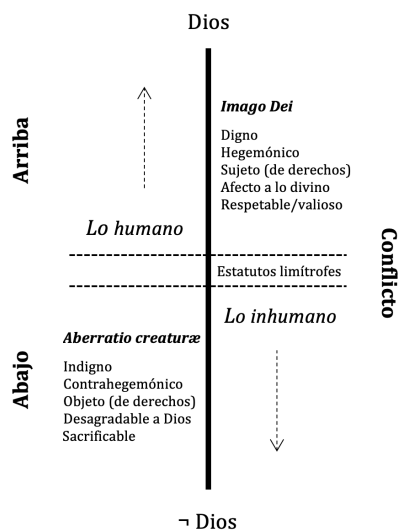 Dios
Arriba
Imago Dei
Digno
Hegemónico
Sujeto (de derechos)
Afecto a lo divino
Respetable/valioso
Lo humano
Conflicto
Estatutos limítrofes
Lo inhumano
Abajo
Aberratio creaturæ
Indigno
Contrahegemónico
Objeto (de derechos)
Desagradable a Dios
Sacrificable
¬ Dios